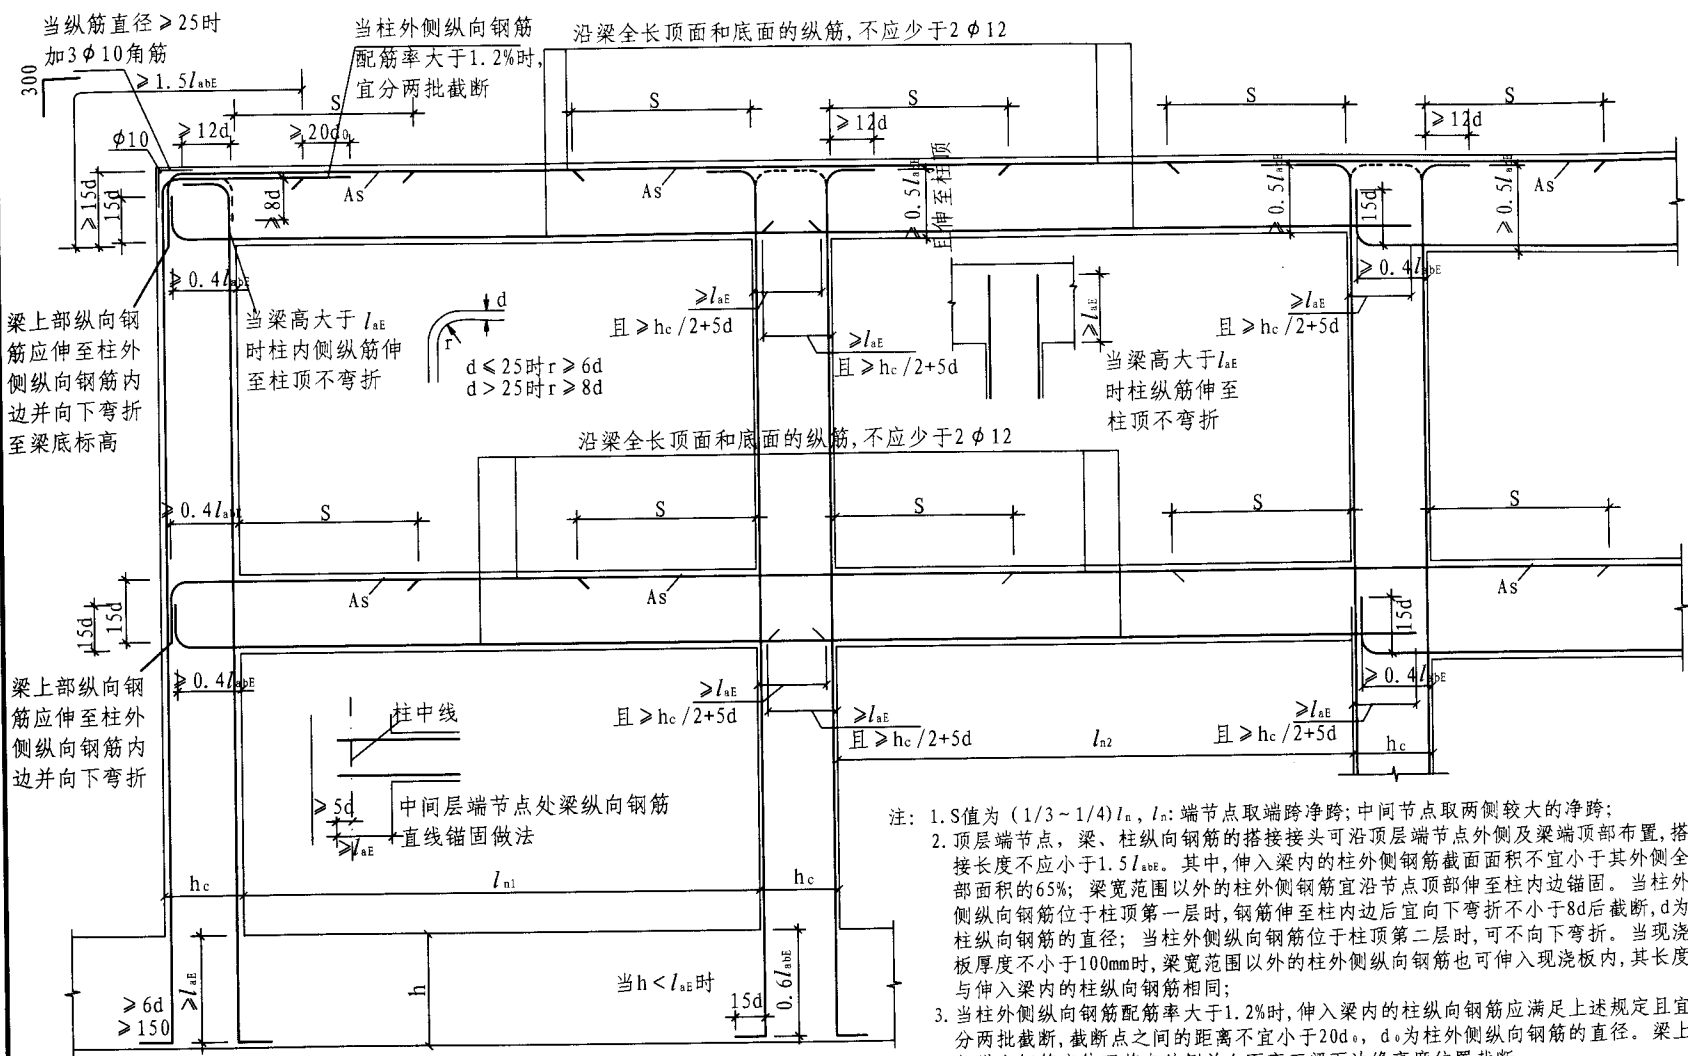 当纵筋直径≥25时
加3φ10角筋
当柱外侧纵向钢筋
配筋率大于1.2%时,
宜分两批截断
沿梁全长顶面和底面的纵筋,不应少于2φ12
300
≥1.5labE
S
S
S
S
S
≥12d
≥20d₀
≥12d
≥12d
φ10
≥15d
15d
≥8d
As
As
As
≥0.5laE
且伸至柱顶
≥0.5laE
15d
≥0.5laE
≥0.4labE
≥0.4labE
梁上部纵向钢
筋应伸至柱外
侧纵向钢筋内
边并向下弯折
至梁底标高
当梁高大于laE
时柱内侧纵筋伸
至柱顶不弯折
d
r
d≤25时r≥6d
d>25时r≥8d
≥laE
且≥hc/2+5d
≥laE
且≥hc/2+5d
≥laE
当梁高大于laE
时柱纵筋伸至
柱顶不弯折
≥laE
且≥hc/2+5d
沿梁全长顶面和底面的纵筋,不应少于2φ12
≥0.4labE
S
S
S
S
S
As
As
As
15d
15d
15d
≥0.4labE
≥0.4labE
梁上部纵向钢
筋应伸至柱外
侧纵向钢筋内
边并向下弯折
≥laE
且≥hc/2+5d
≥laE
且≥hc/2+5d
≥laE
且≥hc/2+5d
ln2
hc
柱中线
≥5d
≥laE
中间层端节点处梁纵向钢筋
直线锚固做法
hc
ln1
hc
≥6d
≥150
≥laE
h
当h<laE时
15d
0.6labE
注: 1.S值为(1/3~1/4)ln, ln:端节点取端跨净跨;中间节点取两侧较大的净跨;
2.顶层端节点, 梁、柱纵向钢筋的搭接接头可沿顶层端节点外侧及梁端顶部布置,搭
接长度不应小于1.5labE。其中,伸入梁内的柱外侧钢筋截面面积不宜小于其外侧全
部面积的65%; 梁宽范围以外的柱外侧钢筋宜沿节点顶部伸至柱内边锚固。当柱外
侧纵向钢筋位于柱顶第一层时,钢筋伸至柱内边后宜向下弯折不小于8d后截断,d为
柱纵向钢筋的直径; 当柱外侧纵向钢筋位于柱顶第二层时,可不向下弯折。当现浇
板厚度不小于100mm时,梁宽范围以外的柱外侧纵向钢筋也可伸入现浇板内,其长度
与伸入梁内的柱纵向钢筋相同;
3.当柱外侧纵向钢筋配筋率大于1.2%时,伸入梁内的柱纵向钢筋应满足上述规定且宜
分两批截断,截断点之间的距离不宜小于20d₀, d₀为柱外侧纵向钢筋的直径。梁上